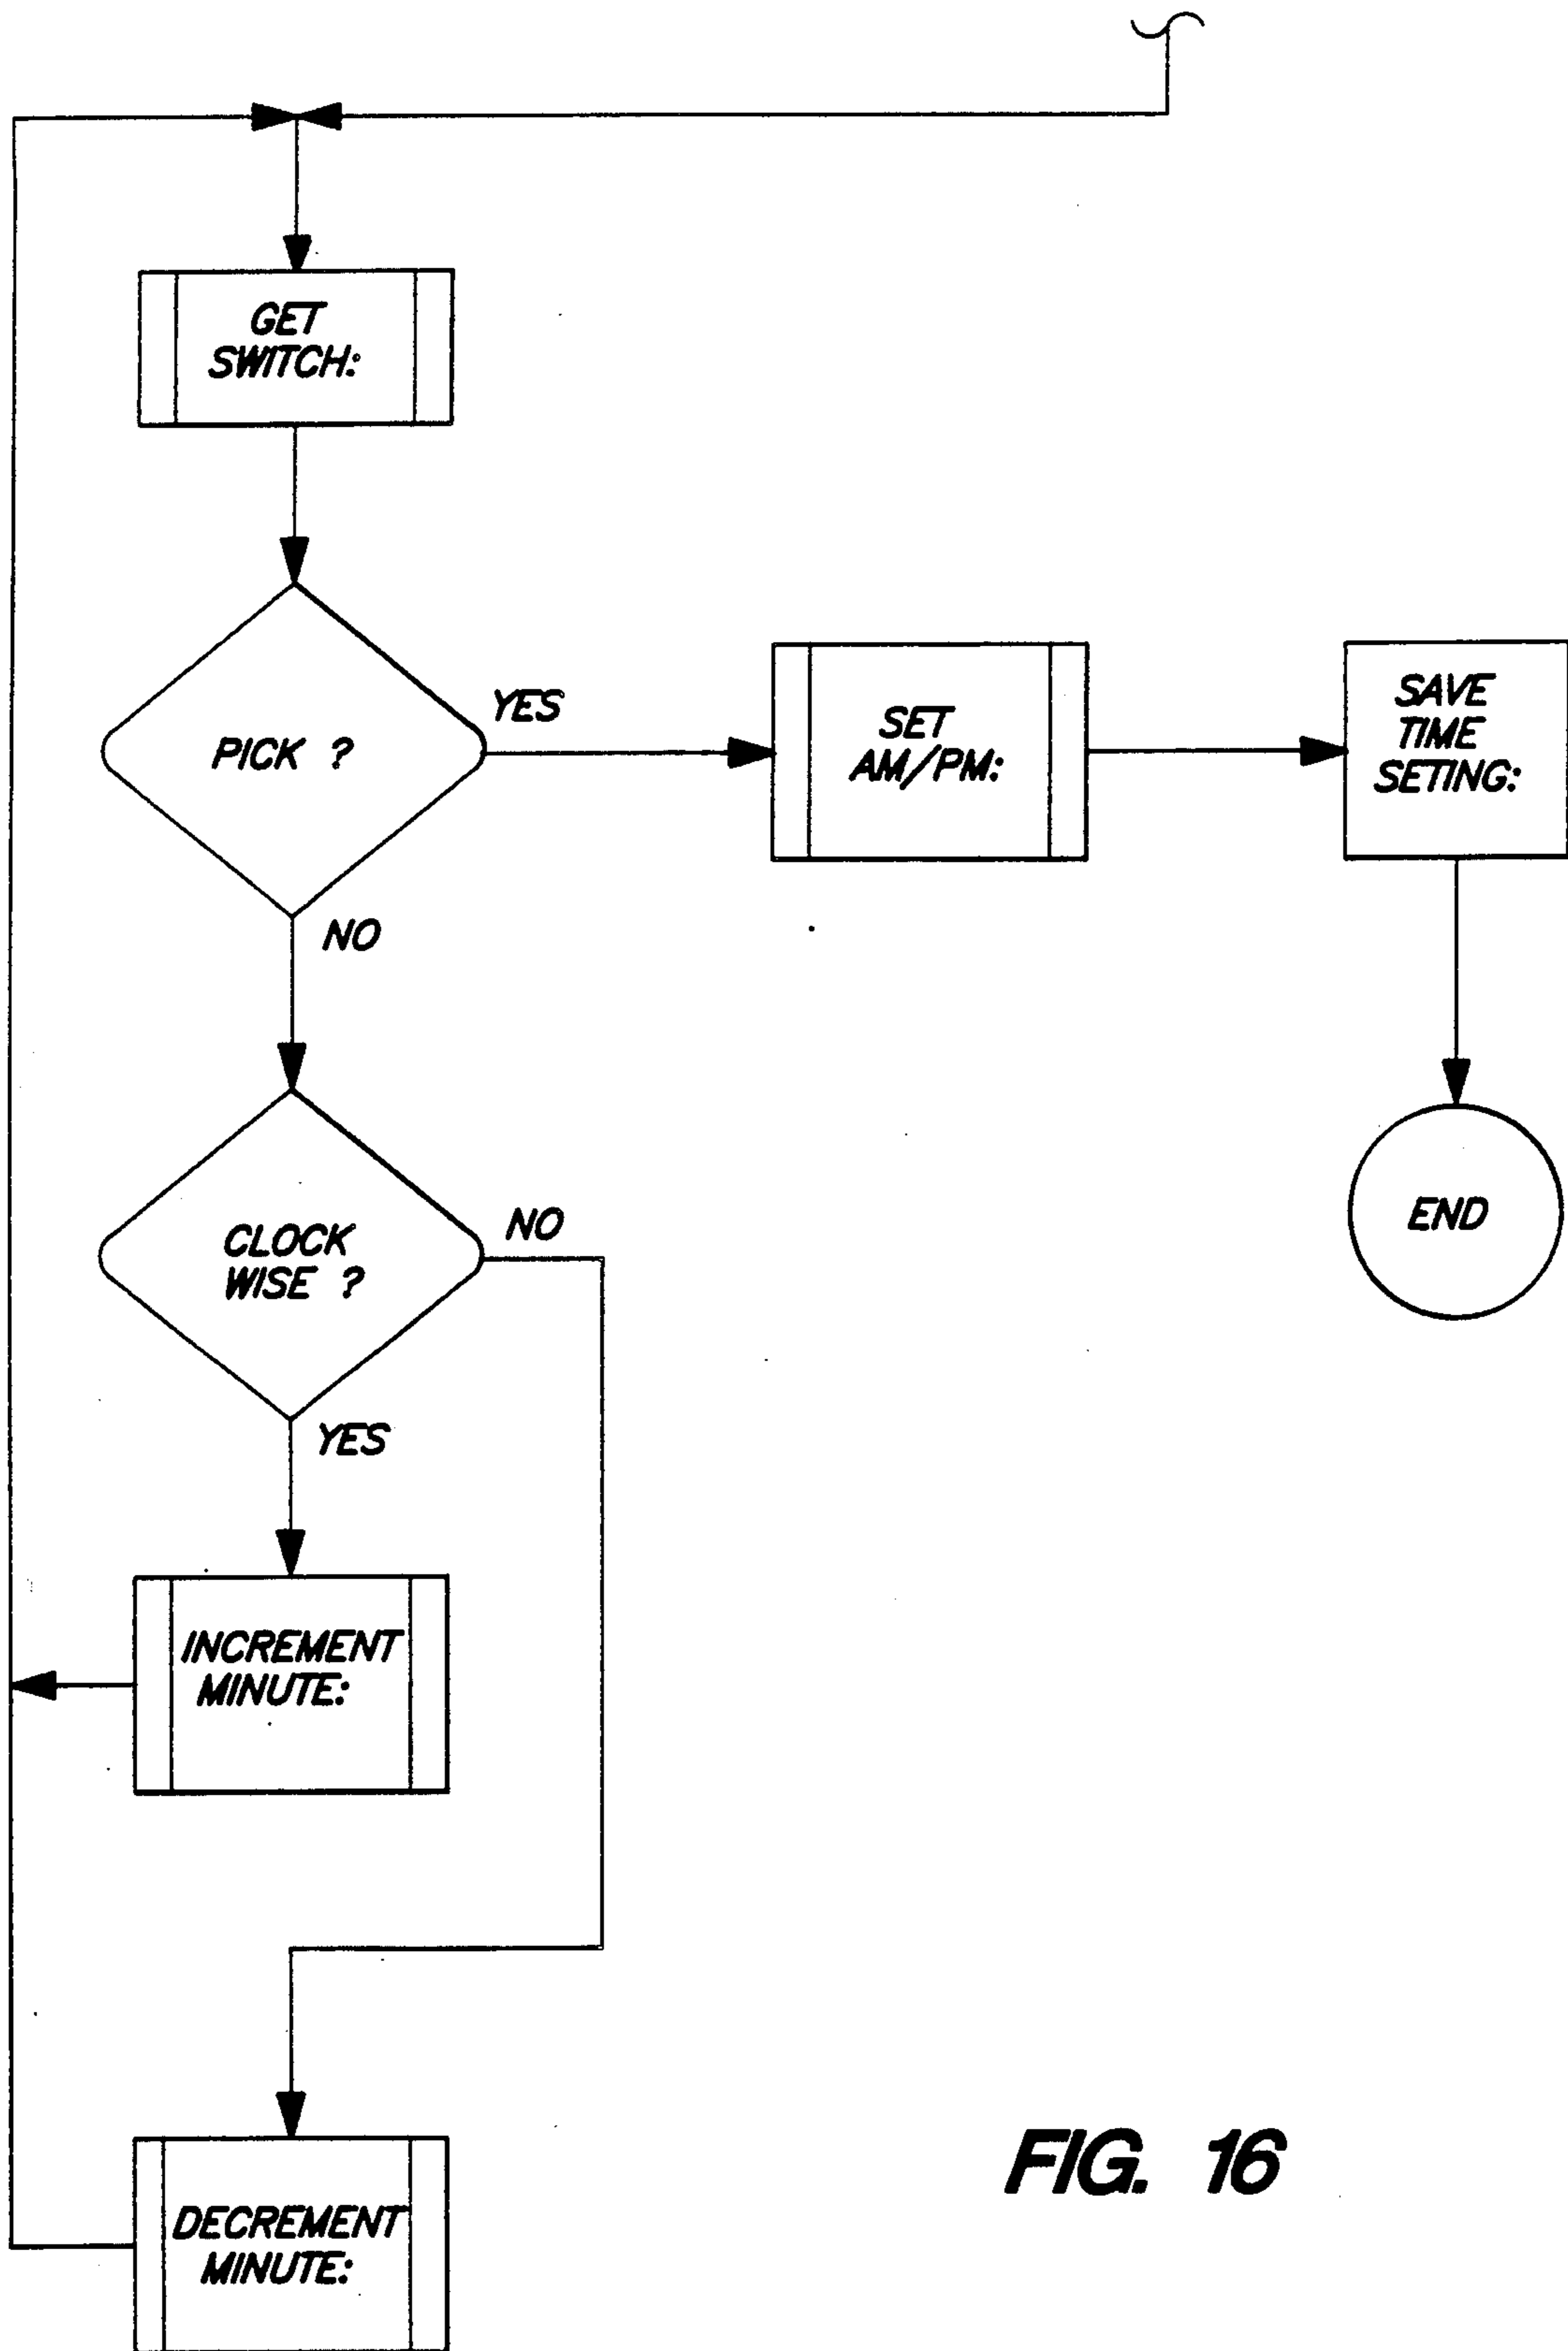 GET
SWITCH:
PICK ?
YES
SET
AM/PM:
SAVE
TIME
SETING:
NO
CLOCK
WISE ?
NO
END
YES
INCREMENT
MINUTE:
DECREMENT
MINUTE:
FIG. 16